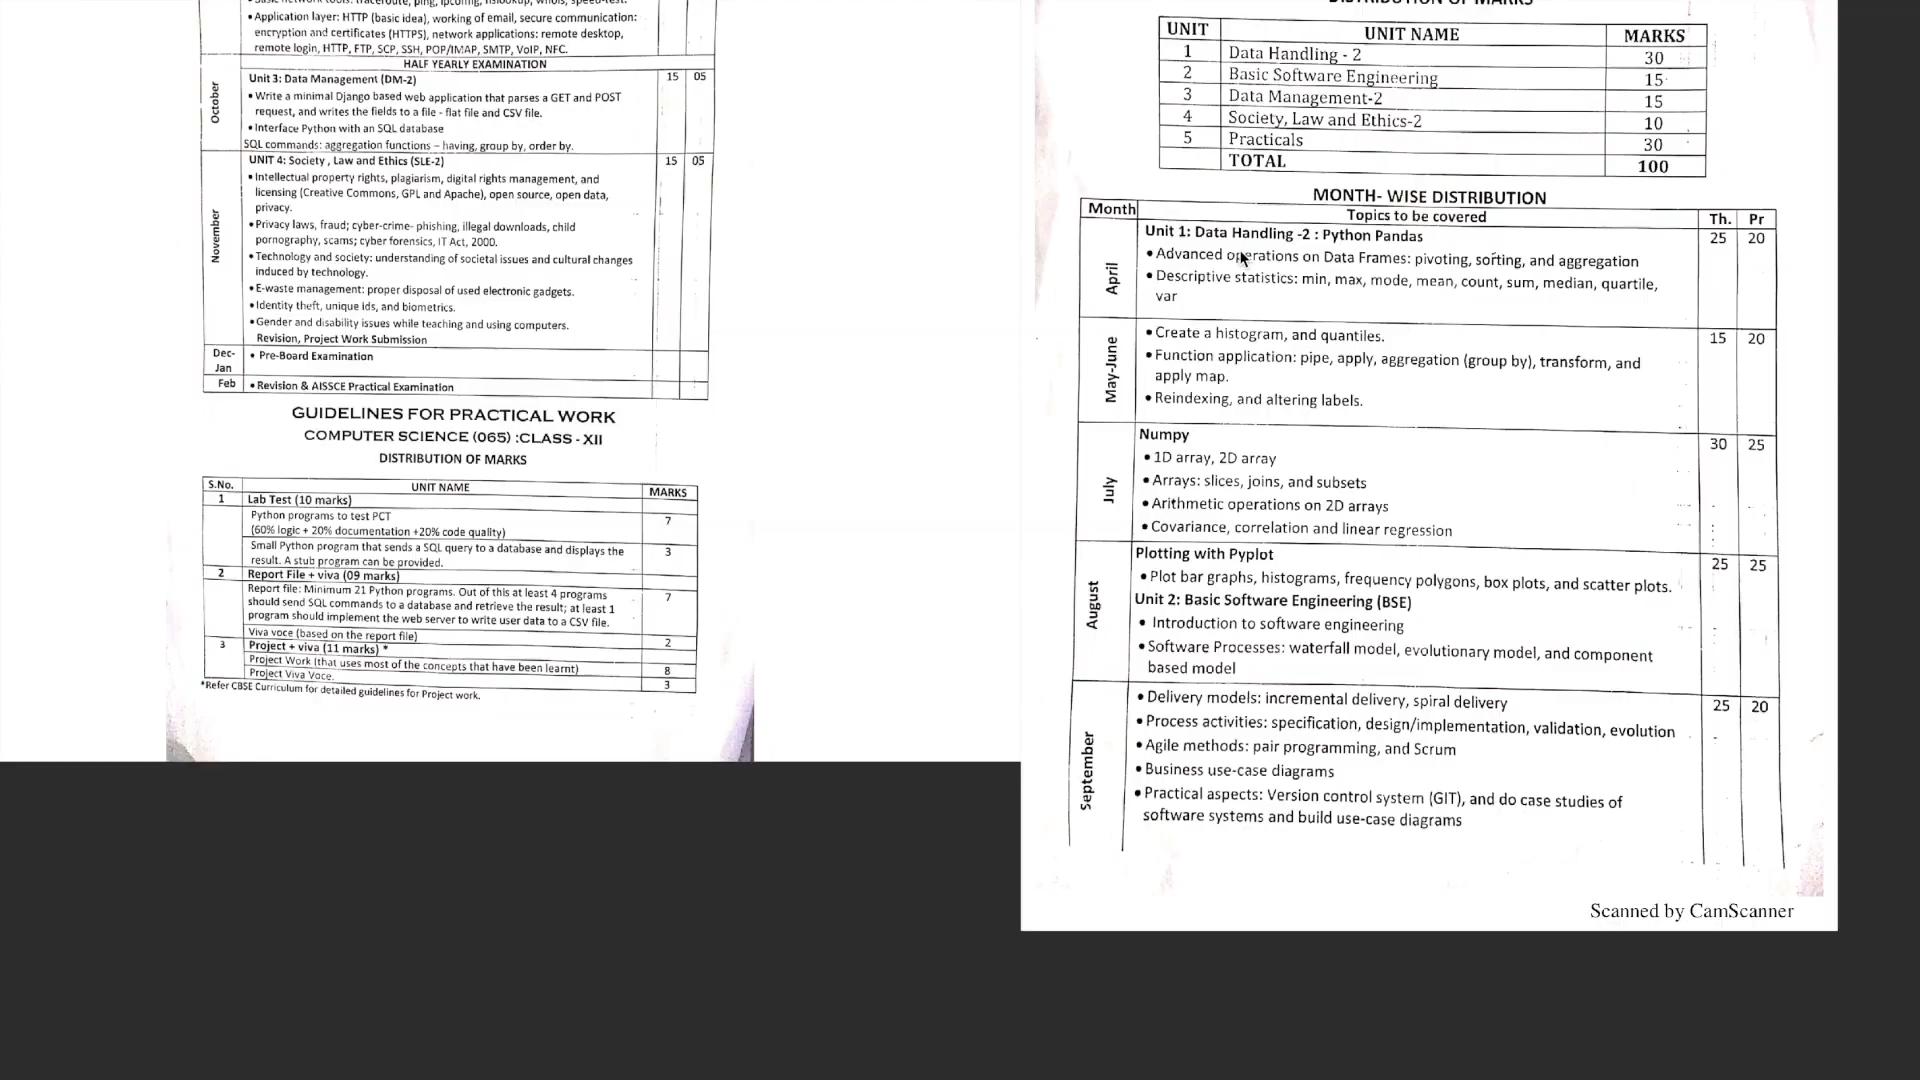 • Application layer: HTTP (basic idea), working of email, secure communication:
encryption and certificates (HTTPS), network applications: remote desktop,
remote login, HTTP, FTP, SCP, SSH, POP/IMAP, SMTP, VoIP, NFC.
HALF YEARLY EXAMINATION
October
Unit 3: Data Management (DM-2) 15 05
• Write a minimal Django based web application that parses a GET and POST
request, and writes the fields to a file - flat file and CSV file.
• Interface Python with an SQL database
SQL commands: aggregation functions – having, group by, order by.
November
UNIT 4: Society , Law and Ethics (SLE-2) 15 05
• Intellectual property rights, plagiarism, digital rights management, and
licensing (Creative Commons, GPL and Apache), open source, open data,
privacy.
• Privacy laws, fraud; cyber-crime- phishing, illegal downloads, child
pornography, scams; cyber forensics, IT Act, 2000.
• Technology and society: understanding of societal issues and cultural changes
induced by technology.
• E-waste management: proper disposal of used electronic gadgets.
• Identity theft, unique ids, and biometrics.
• Gender and disability issues while teaching and using computers.
Revision, Project Work Submission
Dec-
Jan
• Pre-Board Examination
Feb • Revision & AISSCE Practical Examination
GUIDELINES FOR PRACTICAL WORK
COMPUTER SCIENCE (065) :CLASS - XII
DISTRIBUTION OF MARKS
S.No. UNIT NAME MARKS
1 Lab Test (10 marks)
Python programs to test PCT 7
(60% logic + 20% documentation +20% code quality)
Small Python program that sends a SQL query to a database and displays the 3
result. A stub program can be provided.
2 Report File + viva (09 marks)
Report file: Minimum 21 Python programs. Out of this at least 4 programs 7
should send SQL commands to a database and retrieve the result; at least 1
program should implement the web server to write user data to a CSV file.
Viva voce (based on the report file) 2
3 Project + viva (11 marks) *
Project Work (that uses most of the concepts that have been learnt) 8
Project Viva Voce. 3
*Refer CBSE Curriculum for detailed guidelines for Project work.
DISTRIBUTION OF MARKS
UNIT UNIT NAME MARKS
1 Data Handling - 2 30
2 Basic Software Engineering 15
3 Data Management-2 15
4 Society, Law and Ethics-2 10
5 Practicals 30
TOTAL 100
MONTH- WISE DISTRIBUTION
Month Topics to be covered Th. Pr
April
Unit 1: Data Handling -2 : Python Pandas 25 20
• Advanced operations on Data Frames: pivoting, sorting, and aggregation
• Descriptive statistics: min, max, mode, mean, count, sum, median, quartile,
var
May-June
• Create a histogram, and quantiles. 15 20
• Function application: pipe, apply, aggregation (group by), transform, and
apply map.
• Reindexing, and altering labels.
July
Numpy 30 25
• 1D array, 2D array
• Arrays: slices, joins, and subsets
• Arithmetic operations on 2D arrays
• Covariance, correlation and linear regression
August
Plotting with Pyplot 25 25
• Plot bar graphs, histograms, frequency polygons, box plots, and scatter plots.
Unit 2: Basic Software Engineering (BSE)
• Introduction to software engineering
• Software Processes: waterfall model, evolutionary model, and component
based model
September
• Delivery models: incremental delivery, spiral delivery 25 20
• Process activities: specification, design/implementation, validation, evolution
• Agile methods: pair programming, and Scrum
• Business use-case diagrams
• Practical aspects: Version control system (GIT), and do case studies of
software systems and build use-case diagrams
Scanned by CamScanner